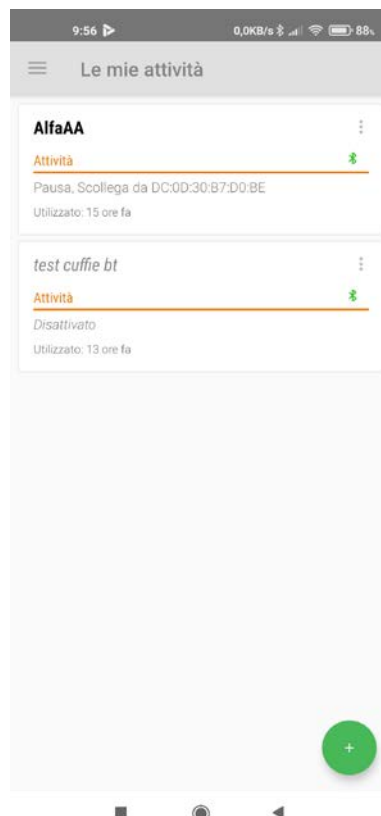 9:56 0,0KB/s 88%
Le mie attività
AlfaAA
Attività
Pausa, Scollega da DC:0D:30:B7:D0:BE
Utilizzato: 15 ore fa
test cuffie bt
Attività
Disattivato
Utilizzato: 13 ore fa
+